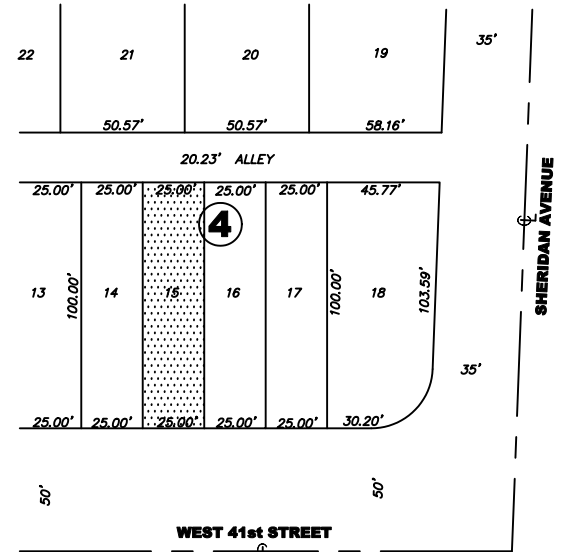 22 21 20 19 35'
50.57' 50.57' 58.16'
20.23' ALLEY
25.00' 25.00' 25.00' 25.00' 25.00' 45.77'
4
SHERIDAN AVENUE
℄
13 100.00' 14 15 16 17 100.00' 18 103.59'
35'
25.00' 25.00' 25.00' 25.00' 25.00' 30.20'
50' 50'
WEST 41st STREET
℄